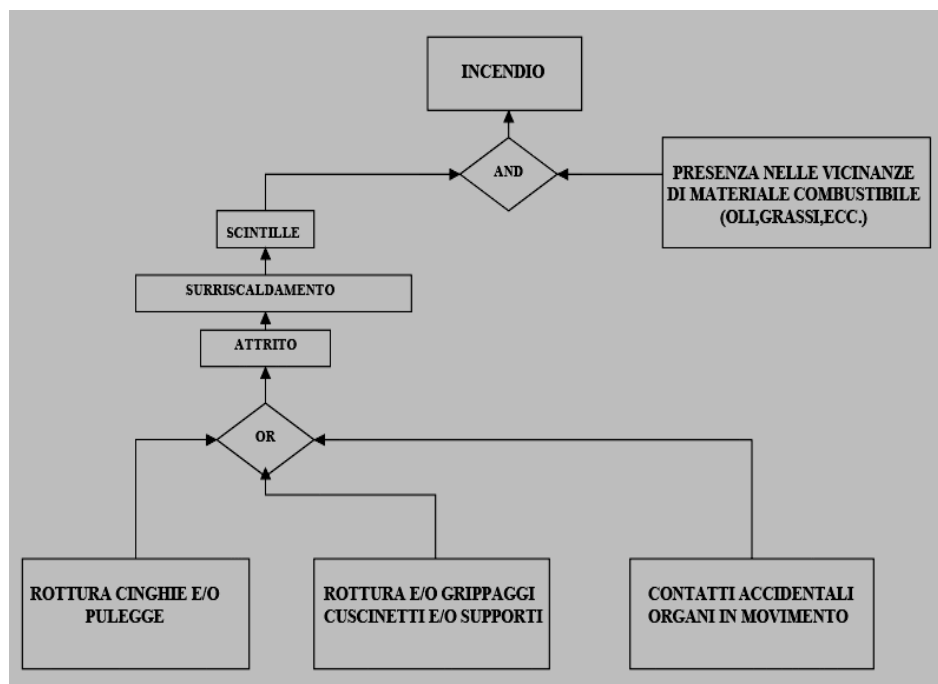 INCENDIO
AND
PRESENZA NELLE VICINANZE
DI MATERIALE COMBUSTIBILE
(OLI,GRASSI,ECC.)
SCINTILLE
SURRISCALDAMENTO
ATTRITO
OR
ROTTURA CINGHIE E/O
PULEGGE
ROTTURA E/O GRIPPAGGI
CUSCINETTI E/O SUPPORTI
CONTATTI ACCIDENTALI
ORGANI IN MOVIMENTO